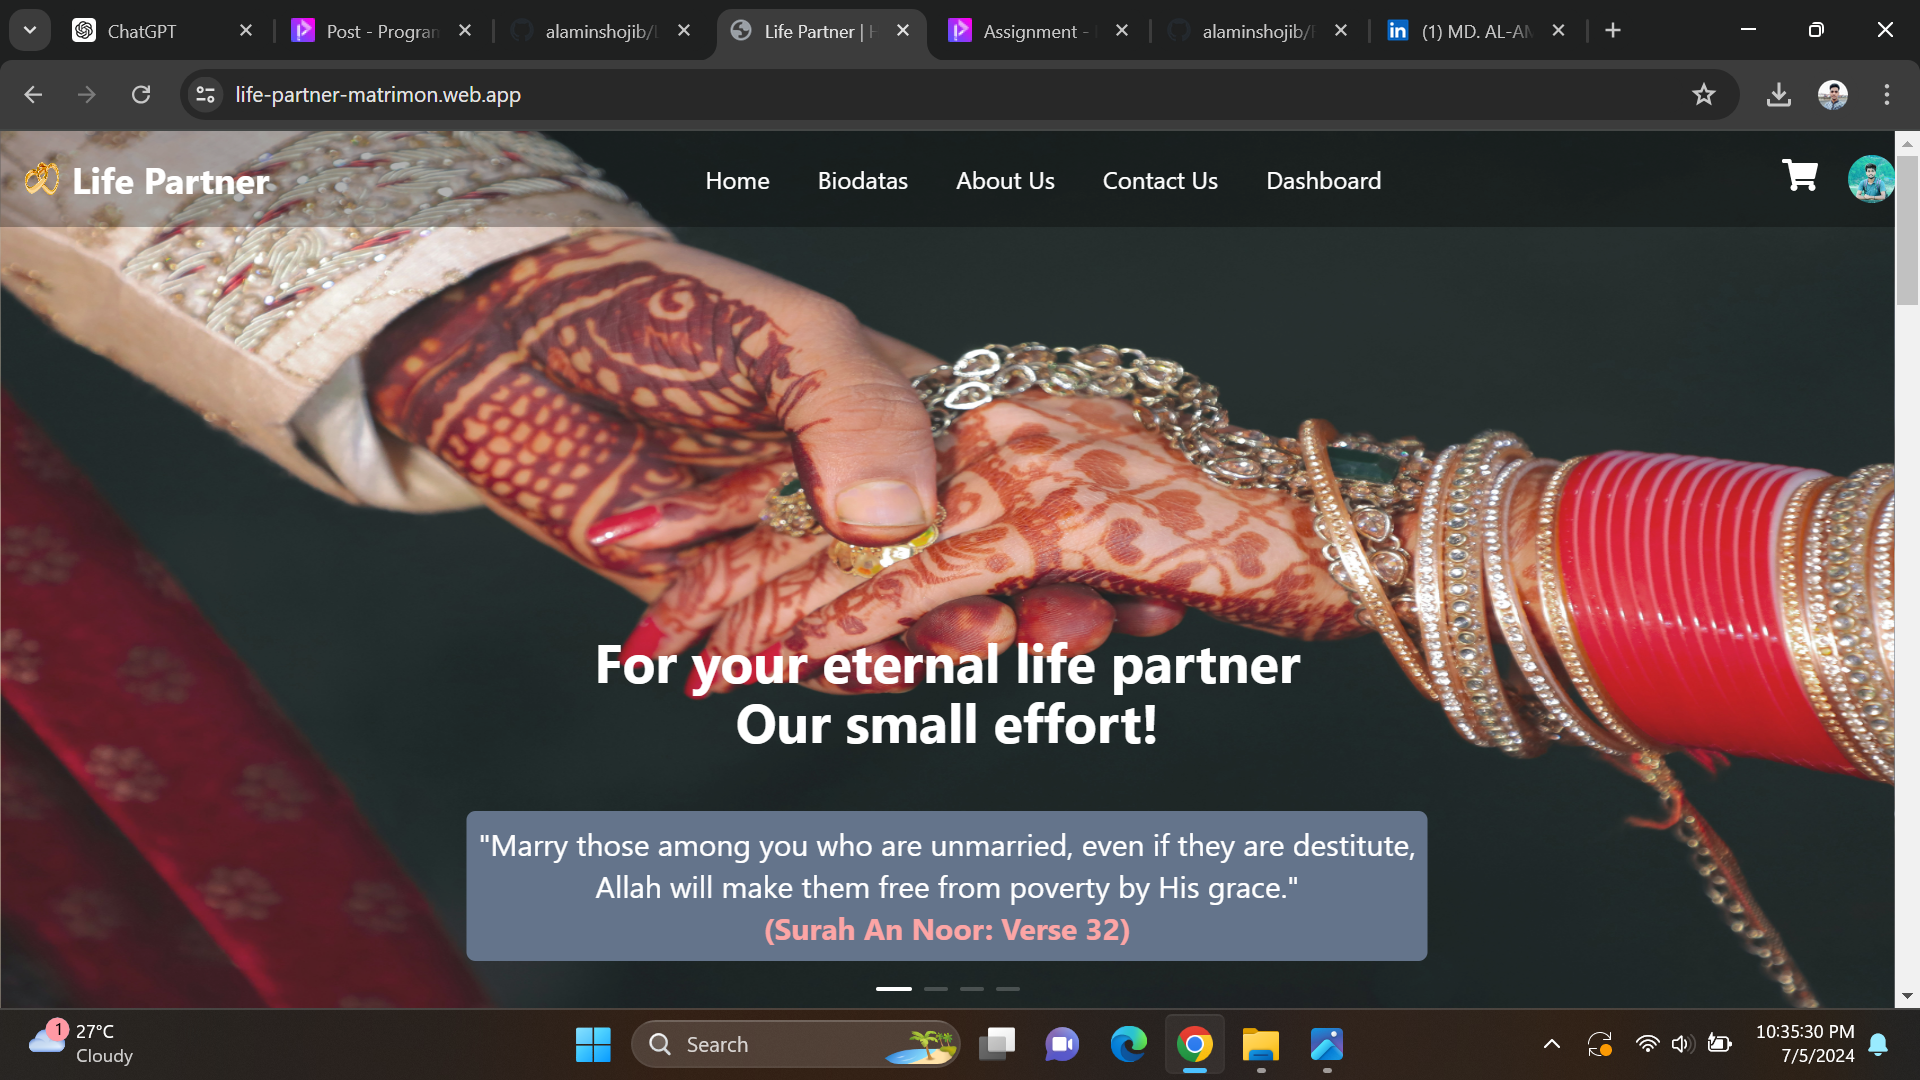 ChatGPT
Post - Progran
alaminshojib/
Life Partner |
Assignment -
alaminshojib/
(1) MD. AL-AM
life-partner-matrimon.web.app
Life Partner
Home
Biodatas
About Us
Contact Us
Dashboard
For your eternal life partner
Our small effort!
"Marry those among you who are unmarried, even if they are destitute,
Allah will make them free from poverty by His grace."
(Surah An Noor: Verse 32)
1
27°C
Cloudy
Search
10:35:30 PM
7/5/2024